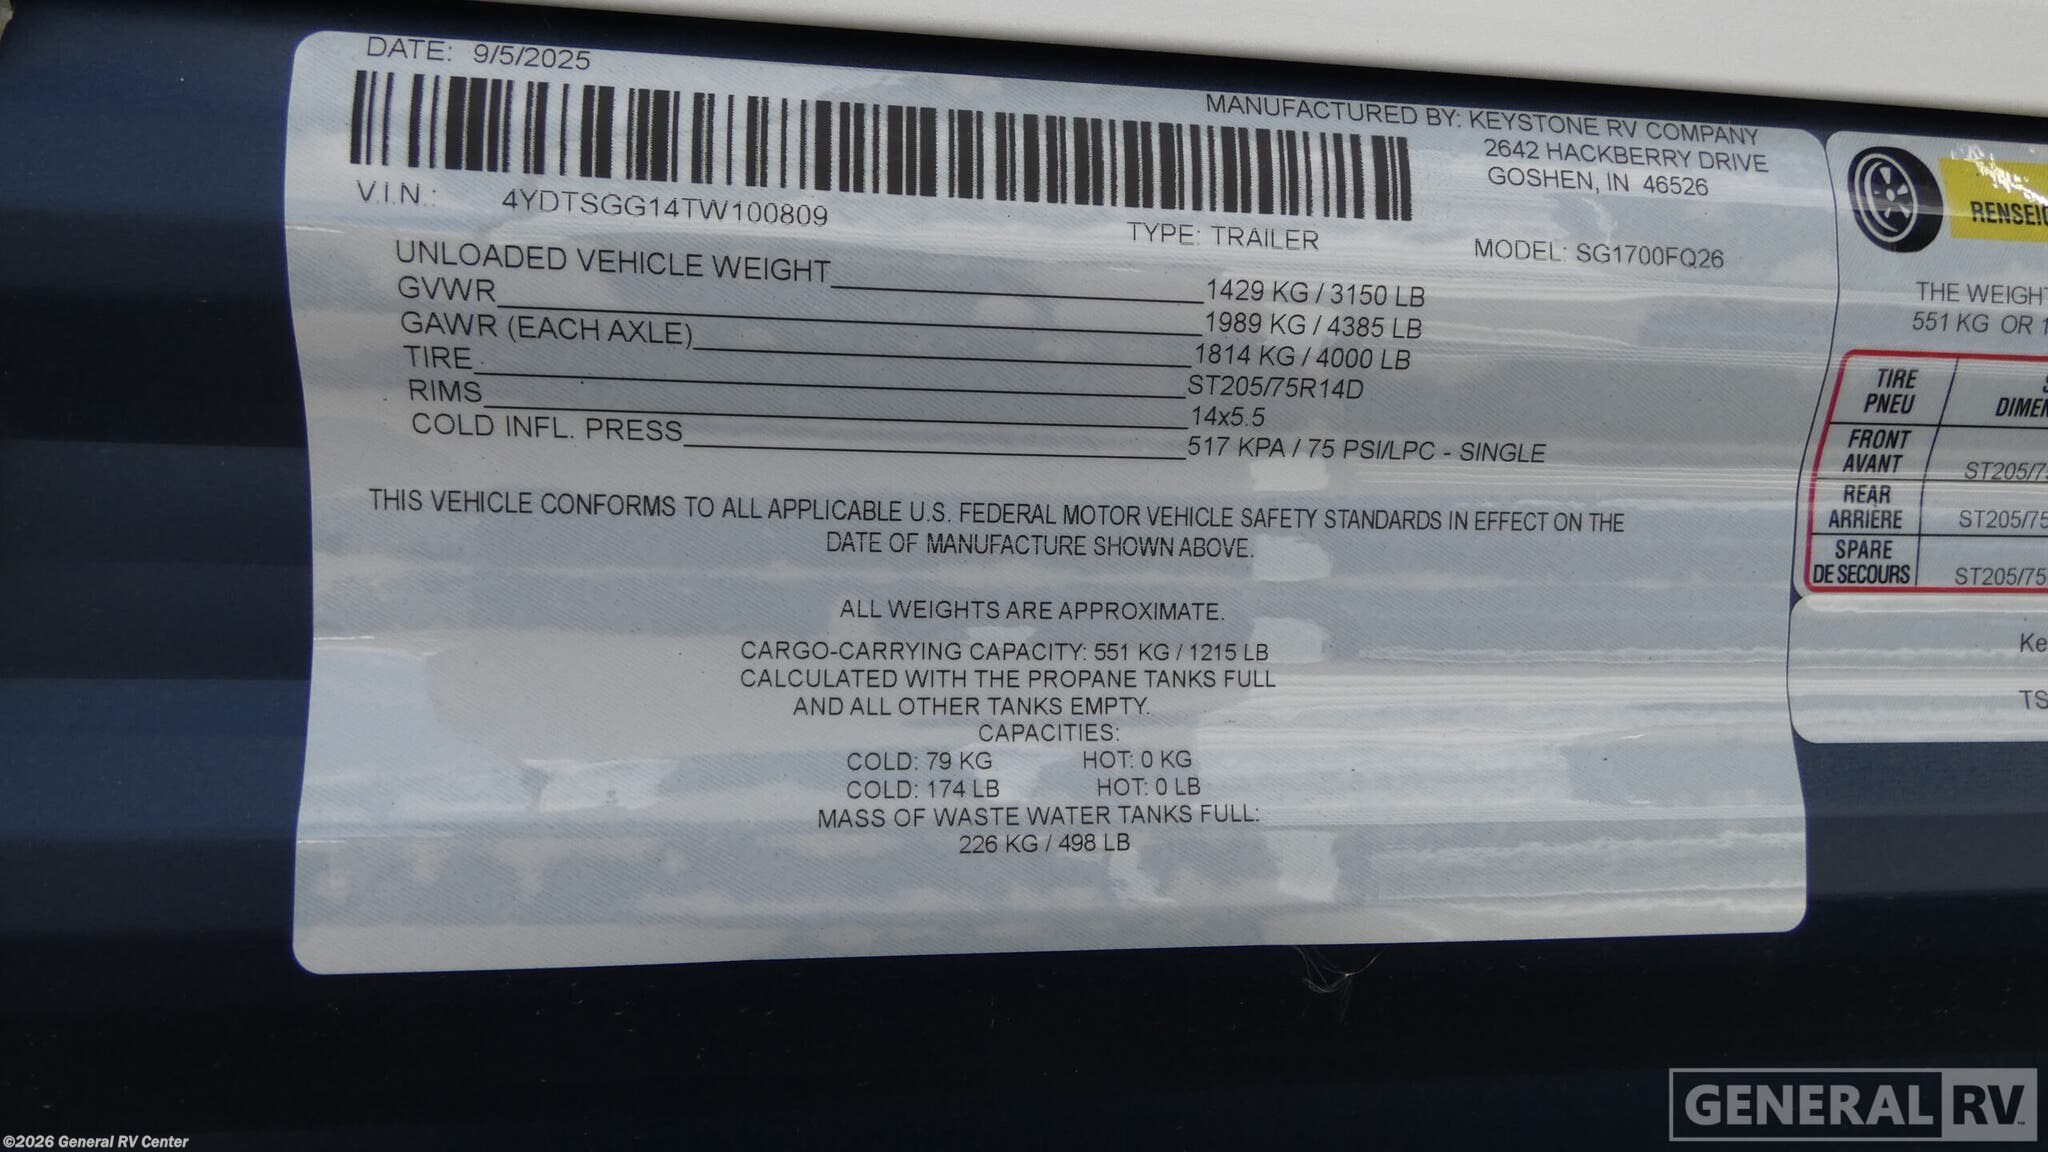 DATE: 9/5/2025
MANUFACTURED BY: KEYSTONE RV COMPANY
2642 HACKBERRY DRIVE
GOSHEN, IN 46526
V.I.N.: 4YDTSGG14TW100809
TYPE: TRAILER
MODEL: SG1700FQ26
UNLOADED VEHICLE WEIGHT 1429 KG / 3150 LB
GVWR 1989 KG / 4385 LB
GAWR (EACH AXLE) 1814 KG / 4000 LB
TIRE ST205/75R14D
RIMS 14x5.5
COLD INFL. PRESS 517 KPA / 75 PSI/LPC - SINGLE
THIS VEHICLE CONFORMS TO ALL APPLICABLE U.S. FEDERAL MOTOR VEHICLE SAFETY STANDARDS IN EFFECT ON THE
DATE OF MANUFACTURE SHOWN ABOVE.
ALL WEIGHTS ARE APPROXIMATE.
CARGO-CARRYING CAPACITY: 551 KG / 1215 LB
CALCULATED WITH THE PROPANE TANKS FULL
AND ALL OTHER TANKS EMPTY.
CAPACITIES:
COLD: 79 KG HOT: 0 KG
COLD: 174 LB HOT: 0 LB
MASS OF WASTE WATER TANKS FULL:
226 KG / 498 LB
THE WEIGHT
551 KG OR
TIRE
PNEU
FRONT
AVANT
ST205/75
REAR
ARRIÈRE
ST205/75
SPARE
DE SECOURS
ST205/75
GENERAL RV
©2026 General RV Center